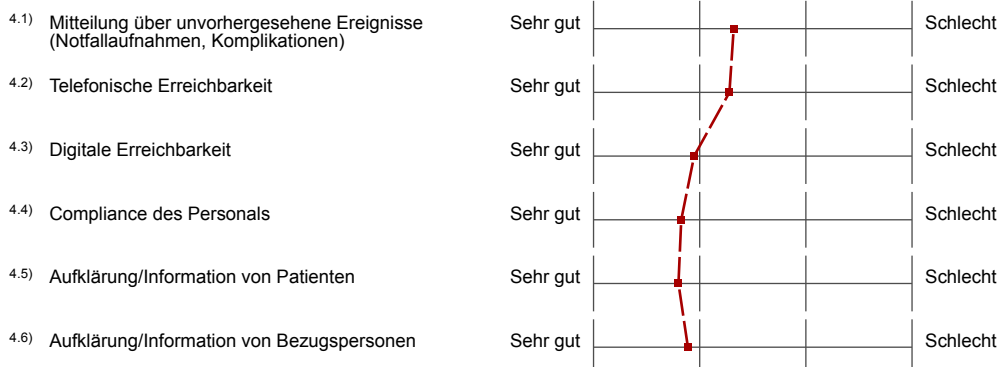 4.1) Mitteilung über unvorhergesehene Ereignisse Sehr gut Schlecht
(Notfallaufnahmen, Komplikationen)
4.2) Telefonische Erreichbarkeit Sehr gut Schlecht
4.3) Digitale Erreichbarkeit Sehr gut Schlecht
4.4) Compliance des Personals Sehr gut Schlecht
4.5) Aufklärung/Information von Patienten Sehr gut Schlecht
4.6) Aufklärung/Information von Bezugspersonen Sehr gut Schlecht